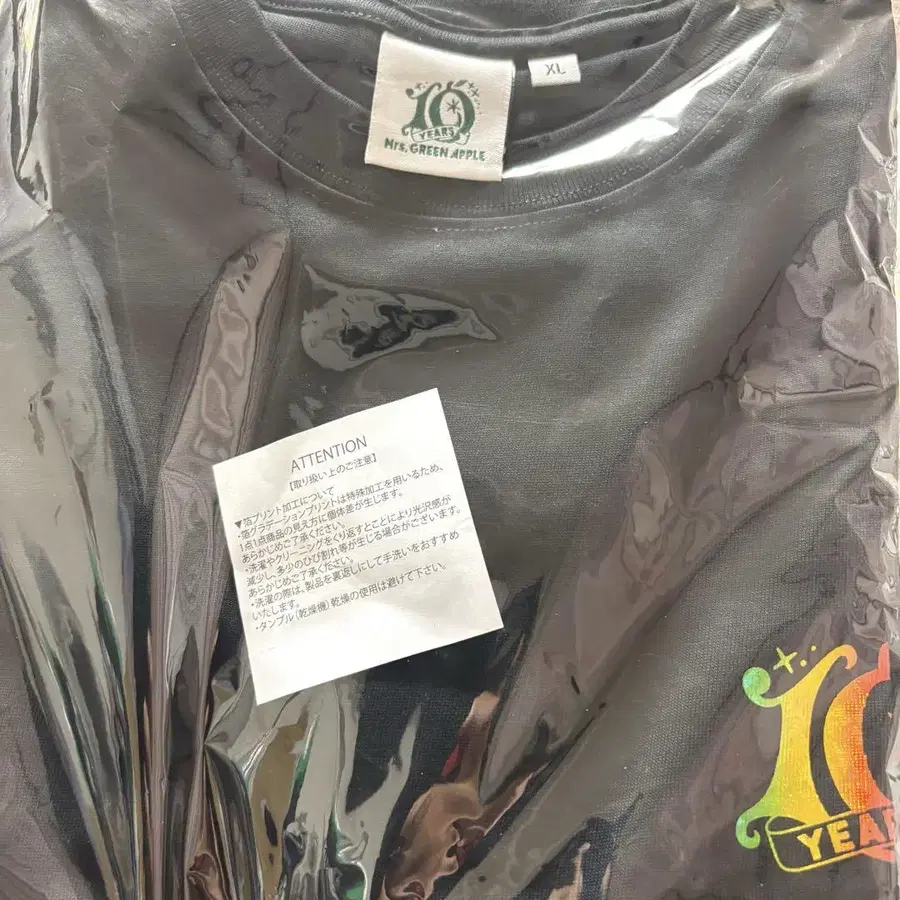 10
YEARS
Mrs. GREEN APPLE
XL
ATTENTION
【取り扱い上のご注意】
▼箔プリント加工について
・箔グラデーションプリントは特殊加工を用いるため、
1点1点商品の見え方に個体差が生じます。
あらかじめご了承ください。
・洗濯やクリーニングをくり返すとことにより光沢感が
減少し、多少のひび割れ等が生じる場合がございます。
あらかじめご了承ください。
・洗濯の際は、製品を裏返しにして手洗いをおすすめ
いたします。
・タンブル（乾燥機）乾燥の使用は避けて下さい。
10
YEAR